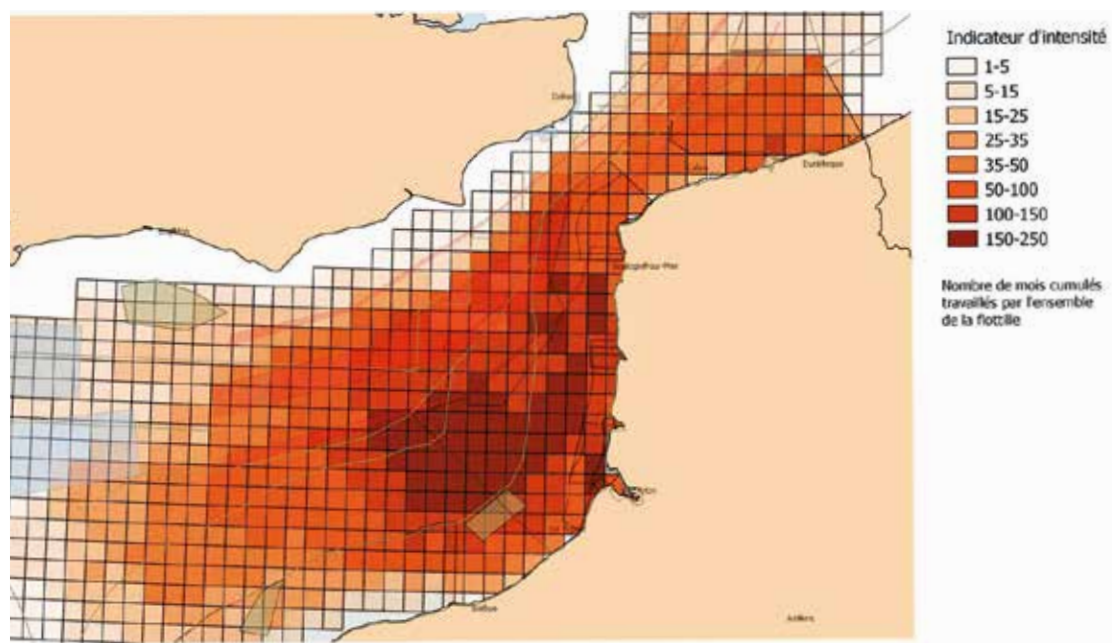 Indicateur d'intensité
1-5
5-15
15-25
25-35
35-50
50-100
100-150
150-250
Nombre de mois cumulés
travaillés par l'ensemble
de la flottille
Dunkerque